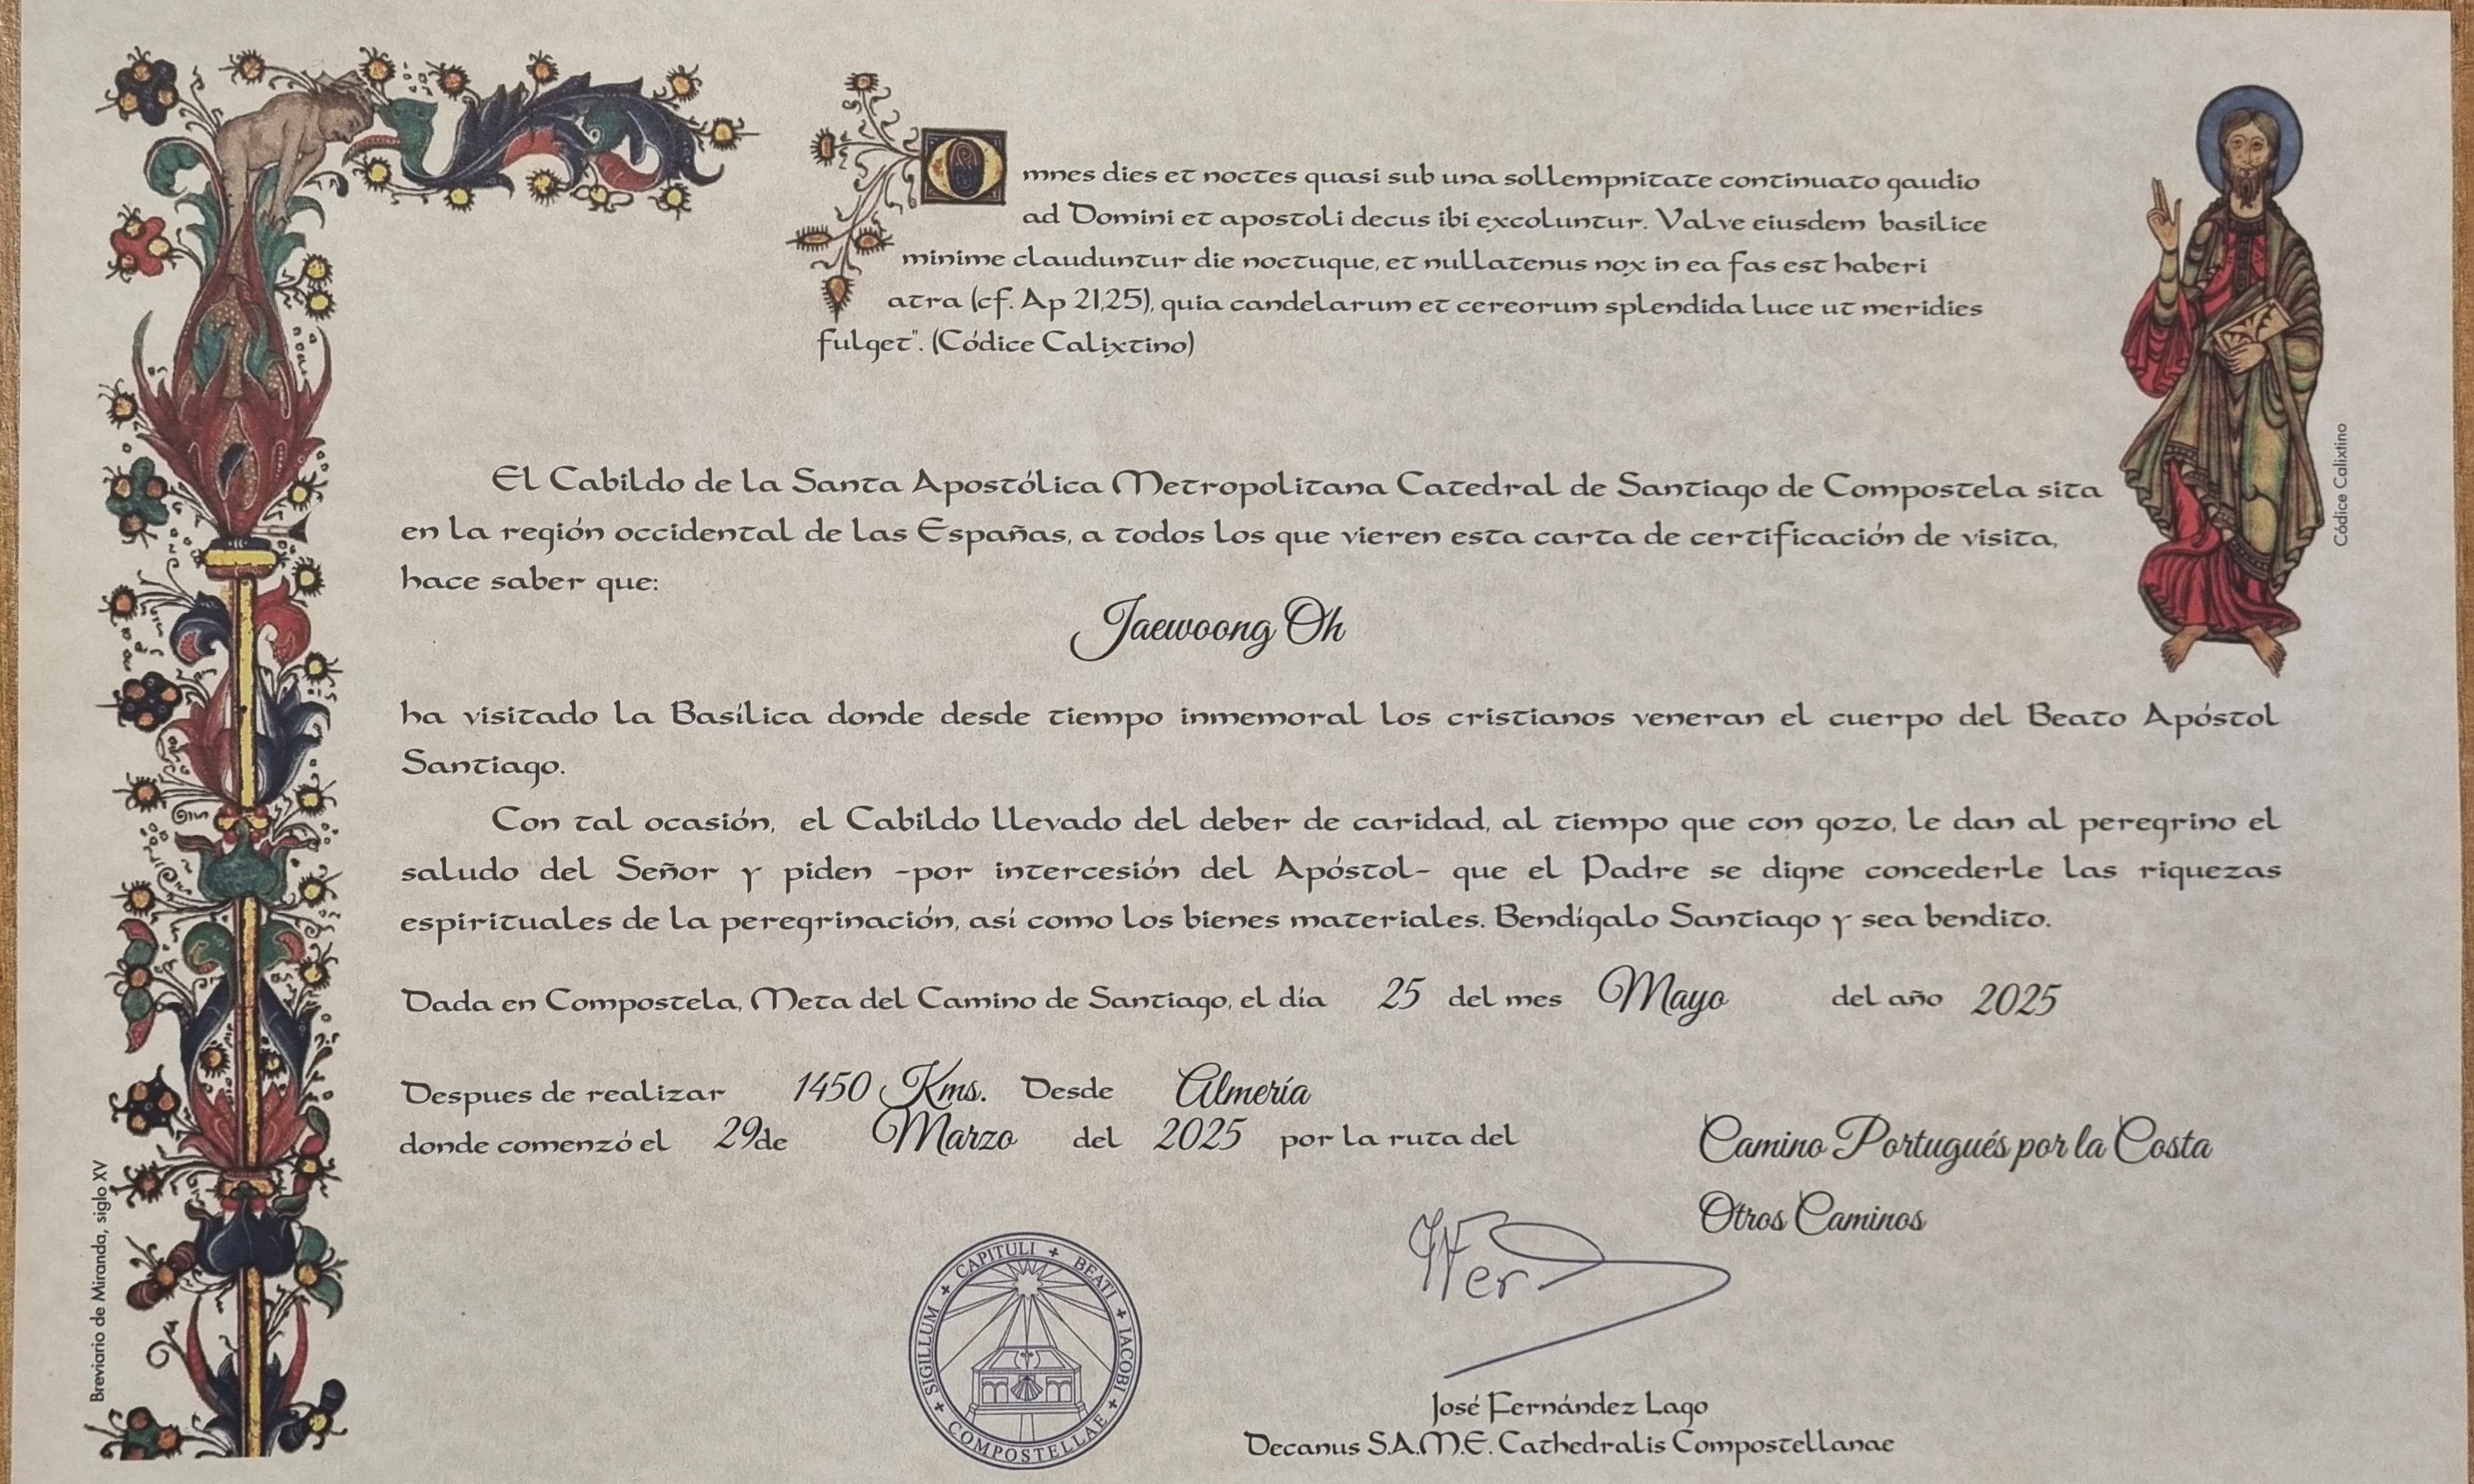 Omnes dies et noctes quasi sub una sollempnitate continuato gaudio
ad Domini et apostoli decus ibi excoluntur. Valve eiusdem basilice
minime clauduntur die noctuque, et nullatenus nox in ea fas est haberi
atra (cf. Ap 21,25), quia candelarum et cereorum splendida luce ut meridies
fulget". (Códice Calixtino)
Códice Calixtino
El Cabildo de la Santa Apostólica Metropolitana Catedral de Santiago de Compostela sita
en la región occidental de las Españas, a todos los que vieren esta carta de certificación de visita,
hace saber que:
Jaewoong Oh
ha visitado la Basílica donde desde tiempo inmemoral los cristianos veneran el cuerpo del Beato Apóstol
Santiago.
Con tal ocasión, el Cabildo llevado del deber de caridad, al tiempo que con gozo, le dan al peregrino el
saludo del Señor y piden -por intercesión del Apóstol- que el Padre se digne concederle las riquezas
espirituales de la peregrinación, así como los bienes materiales. Bendígalo Santiago y sea bendito.
Dada en Compostela, Meta del Camino de Santiago, el día 25 del mes Mayo del año 2025
Despues de realizar 1450 Kms. Desde Almería
donde comenzó el 29 de Marzo del 2025 por la ruta del Camino Portugués por la Costa
Otros Caminos
Breviario de Miranda, siglo XV
SIGILLUM + CAPITULI + BEATI + IACOBI + COMPOSTELLAE +
José Fernández Lago
Decanus S.A.M.E. Cathedralis Compostellanae